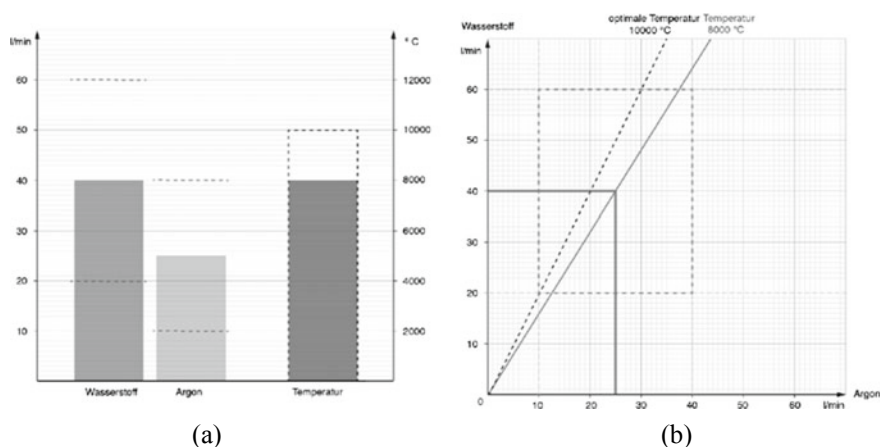 l/min
° C
60
50
40
30
20
10
12000
10000
8000
6000
4000
2000
Wasserstoff
Argon
Temperatur
(a)
Wasserstoff
l/min
optimale Temperatur
10000 °C
Temperatur
8000 °C
70
60
50
40
30
20
10
0
10
20
30
40
50
60
l/min
Argon
(b)